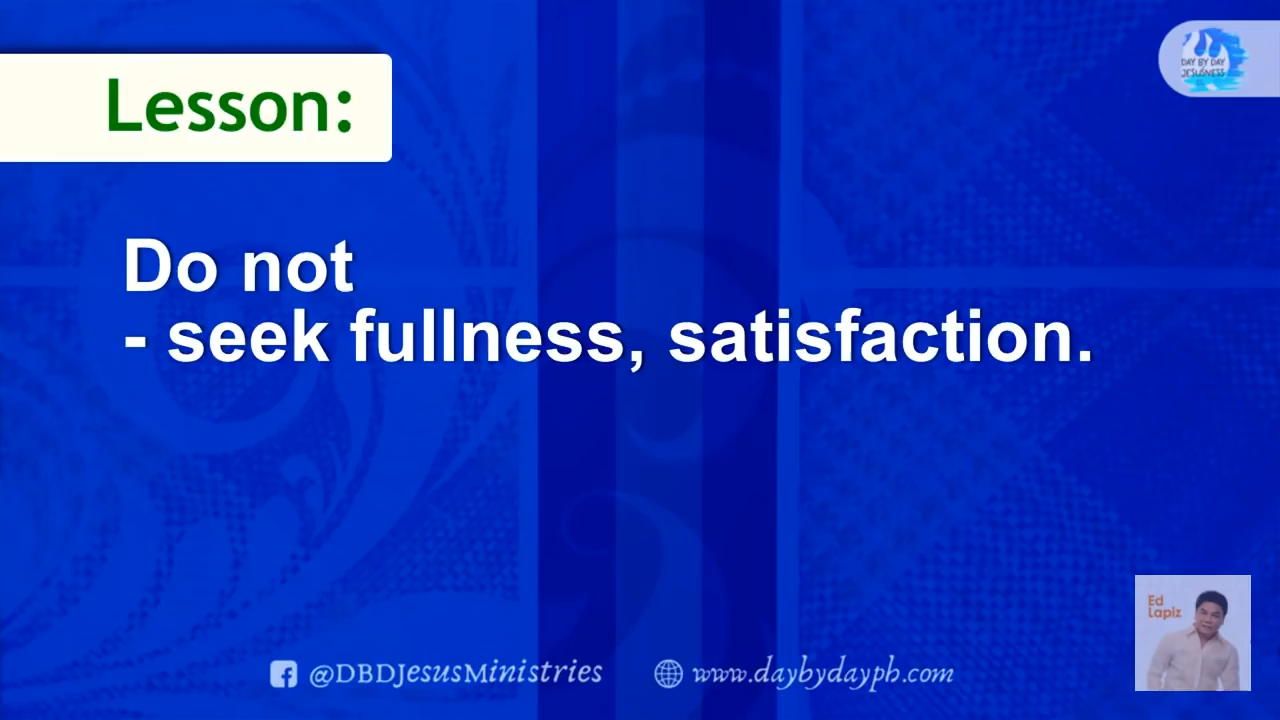 DAY BY DAY
JESUSNESS
Lesson:
Do not
- seek fullness, satisfaction.
Ed
Lapiz
@DBDJesusMinistries
www.daybydayph.com